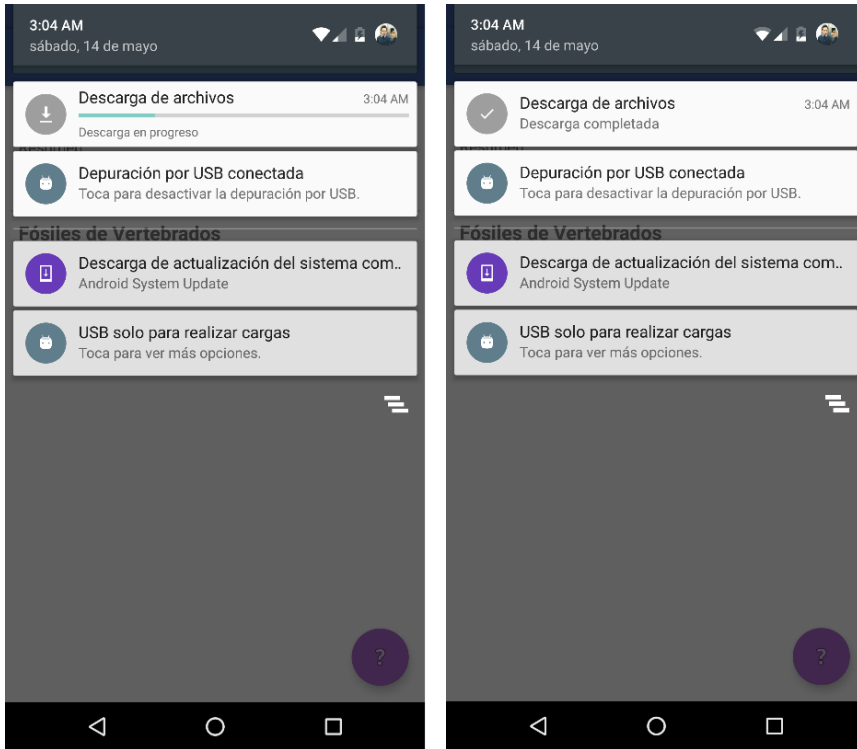 3:04 AM
sábado, 14 de mayo
Descarga de archivos 3:04 AM
Descarga en progreso
Resumen
Depuración por USB conectada
Toca para desactivar la depuración por USB.
Fósiles de Vertebrados
Descarga de actualización del sistema com..
Android System Update
USB solo para realizar cargas
Toca para ver más opciones.
?
3:04 AM
sábado, 14 de mayo
Descarga de archivos 3:04 AM
Descarga completada
Resumen
Depuración por USB conectada
Toca para desactivar la depuración por USB.
Fósiles de Vertebrados
Descarga de actualización del sistema com..
Android System Update
USB solo para realizar cargas
Toca para ver más opciones.
?